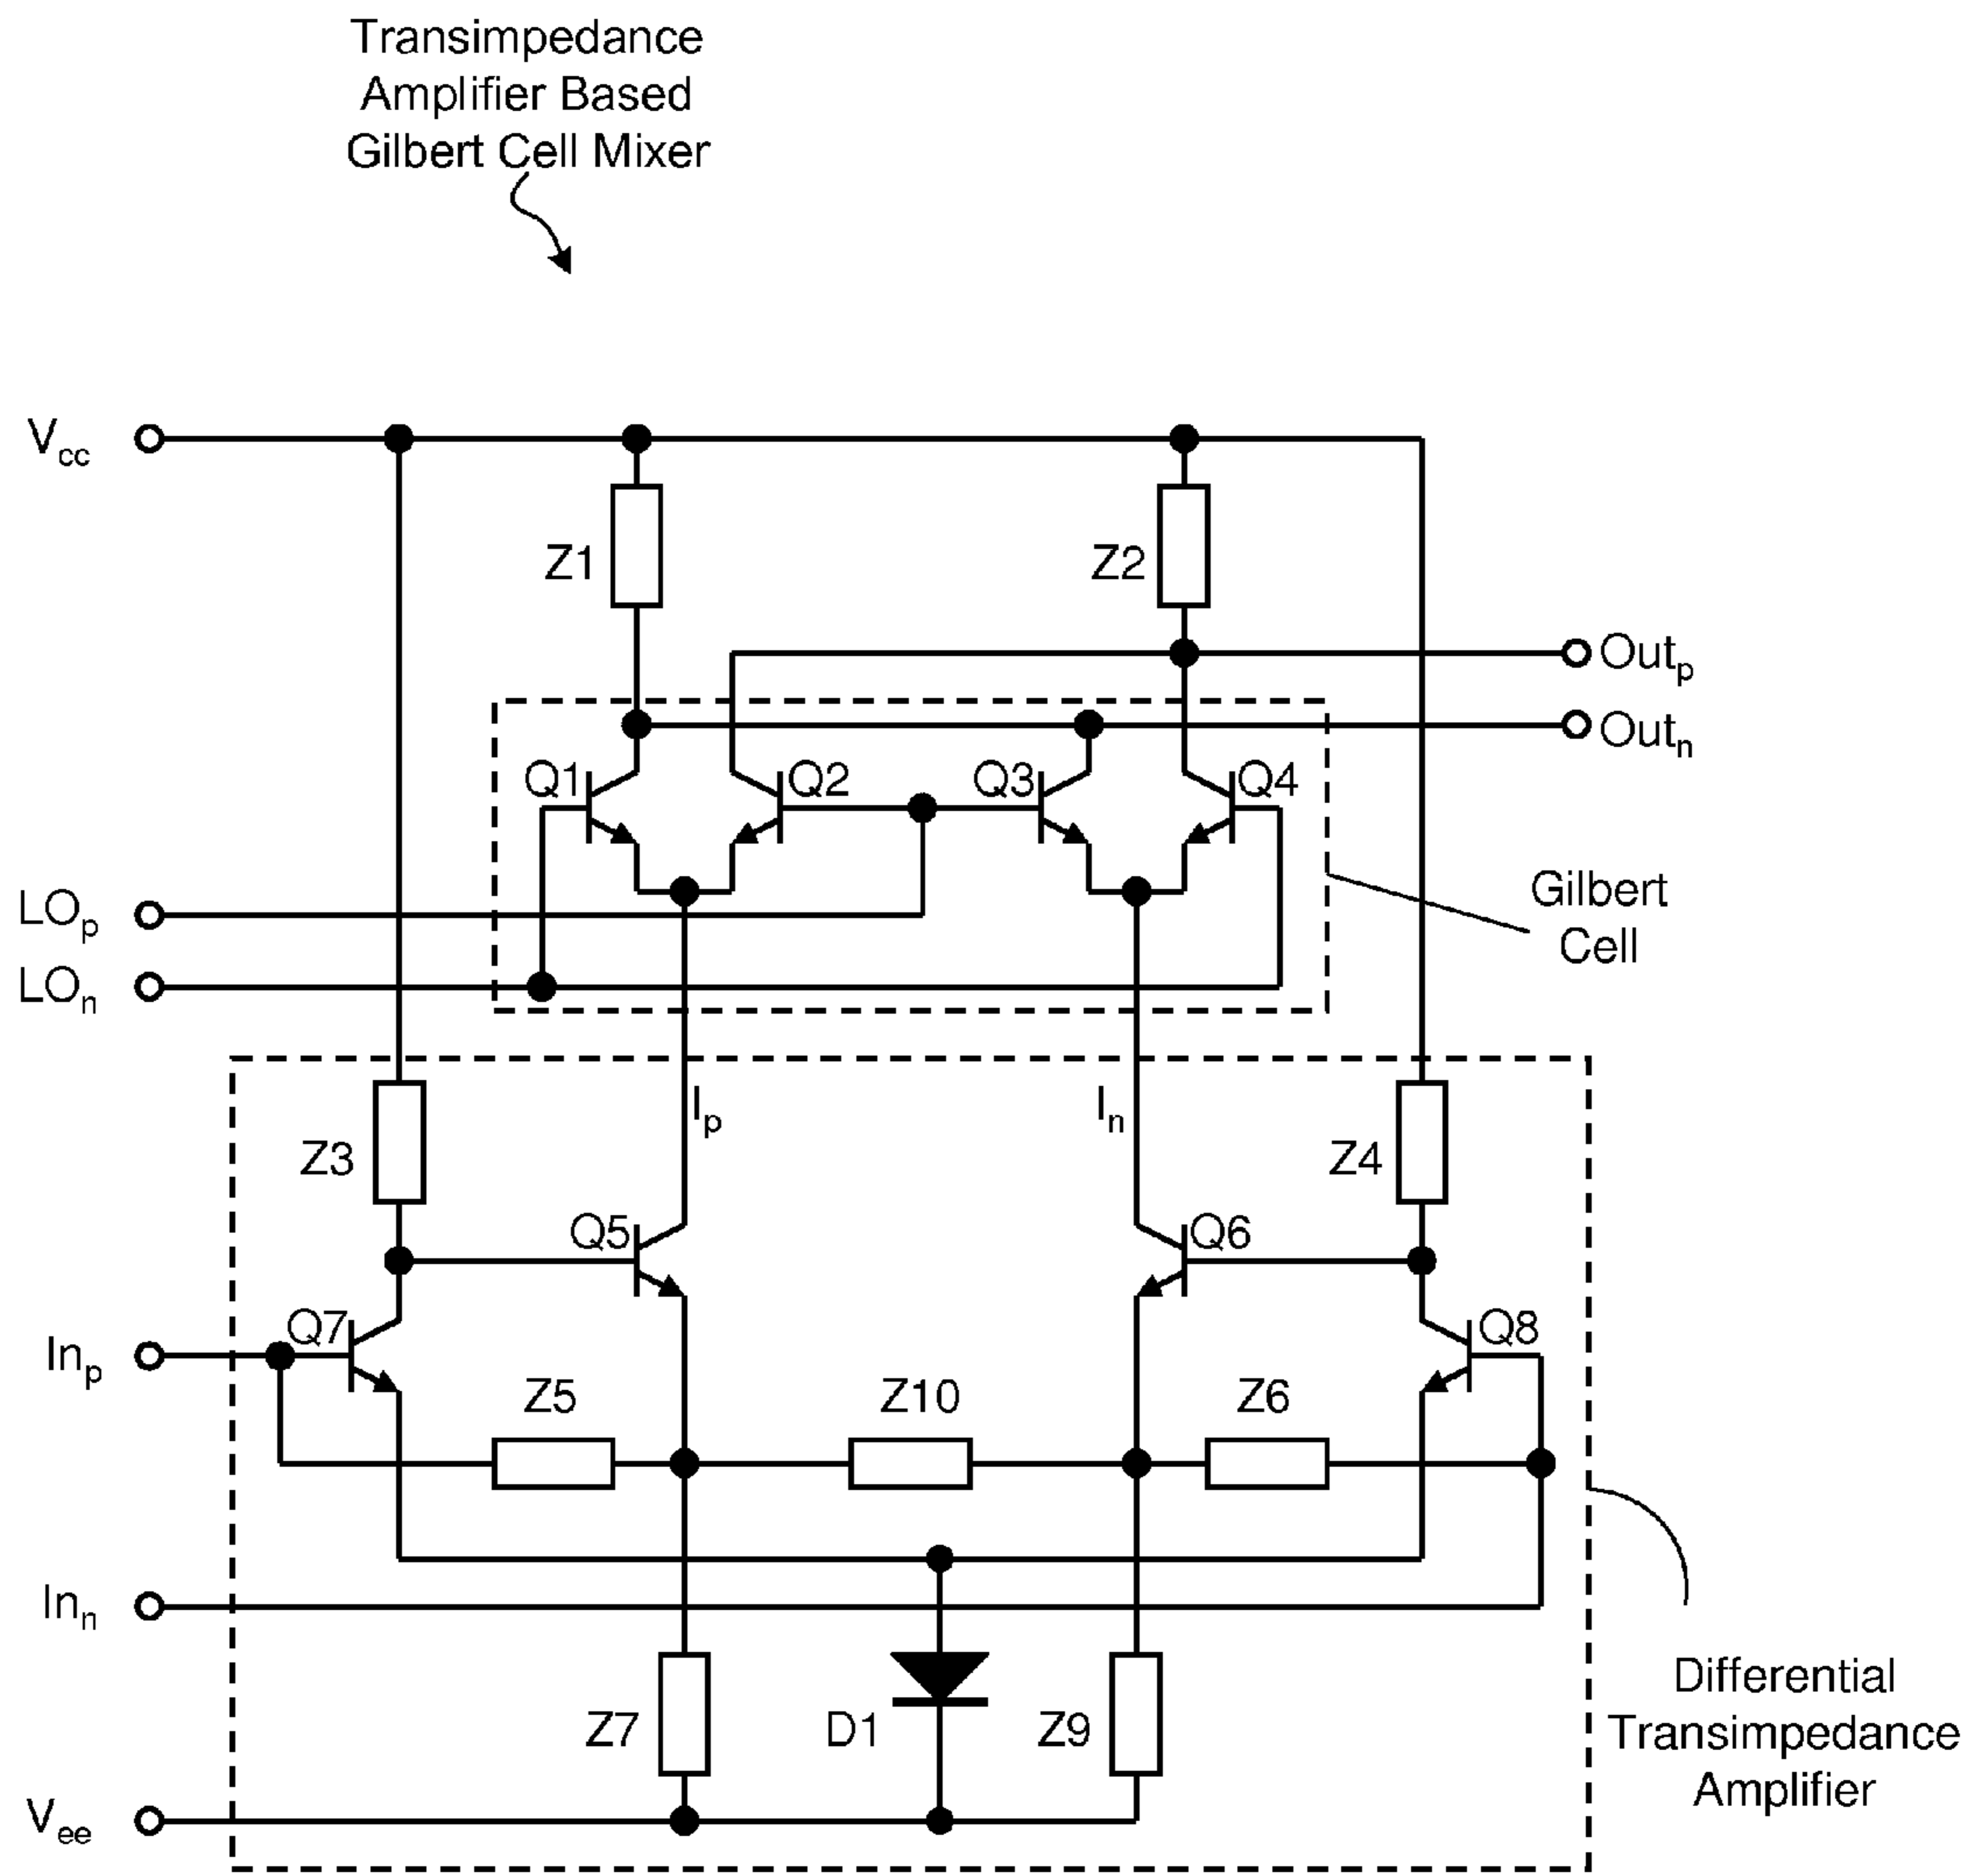 Transimpedance
Amplifier Based
Gilbert Cell Mixer
Vcc
Z1
Z2
Outp
Outn
Q1
Q2
Q3
Q4
LOp
LOn
Gilbert
Cell
Ip
In
Z3
Z4
Q5
Q6
Q7
Q8
Inp
Z5
Z10
Z6
Inn
Z7
D1
Z9
Differential
Transimpedance
Amplifier
Vee